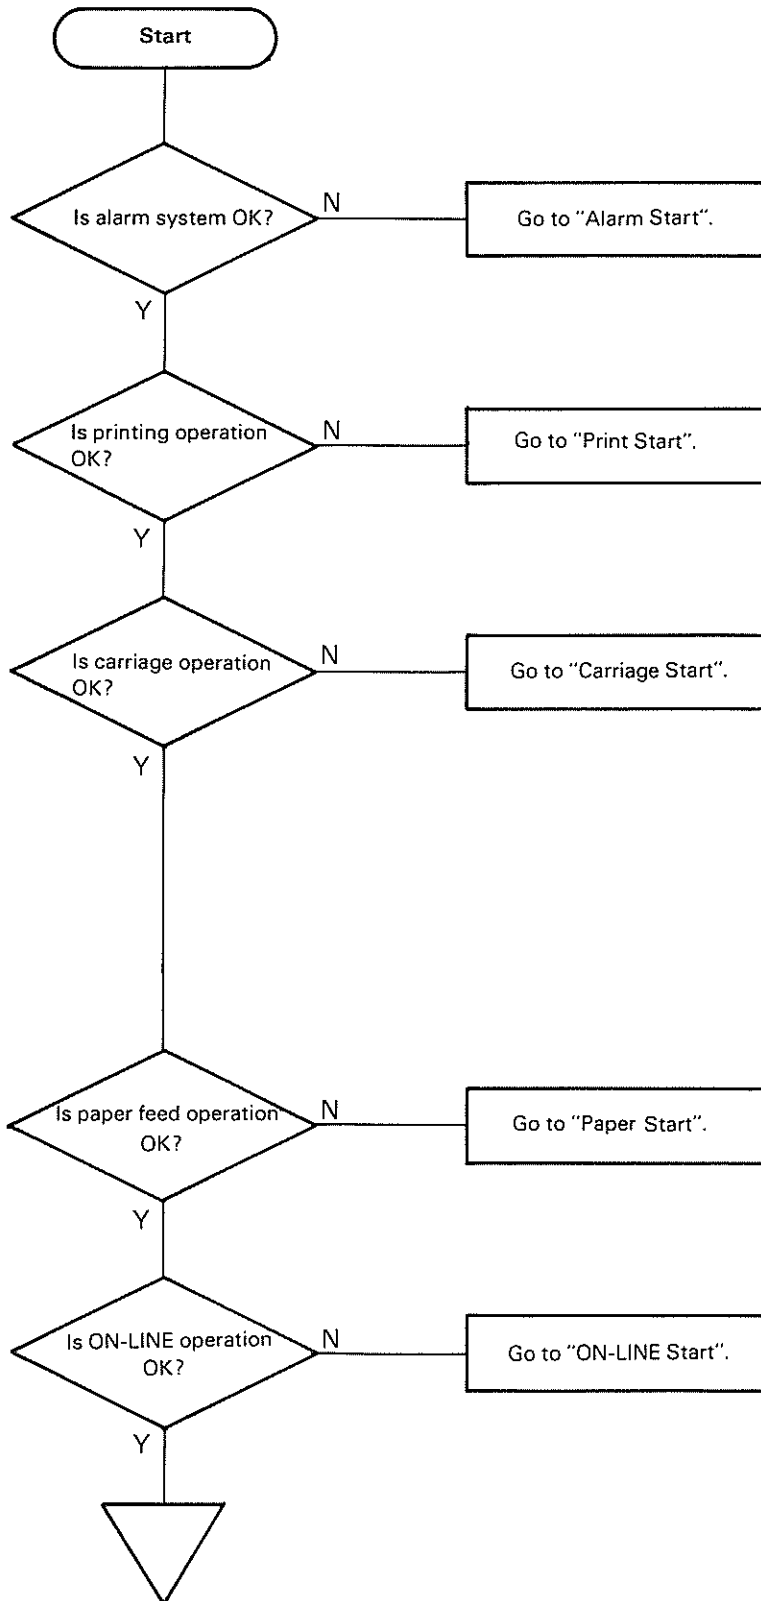 Start
Is alarm system OK?
N
Go to "Alarm Start".
Y
Is printing operation
OK?
N
Go to "Print Start".
Y
Is carriage operation
OK?
N
Go to "Carriage Start".
Y
Is paper feed operation
OK?
N
Go to "Paper Start".
Y
Is ON-LINE operation
OK?
N
Go to "ON-LINE Start".
Y